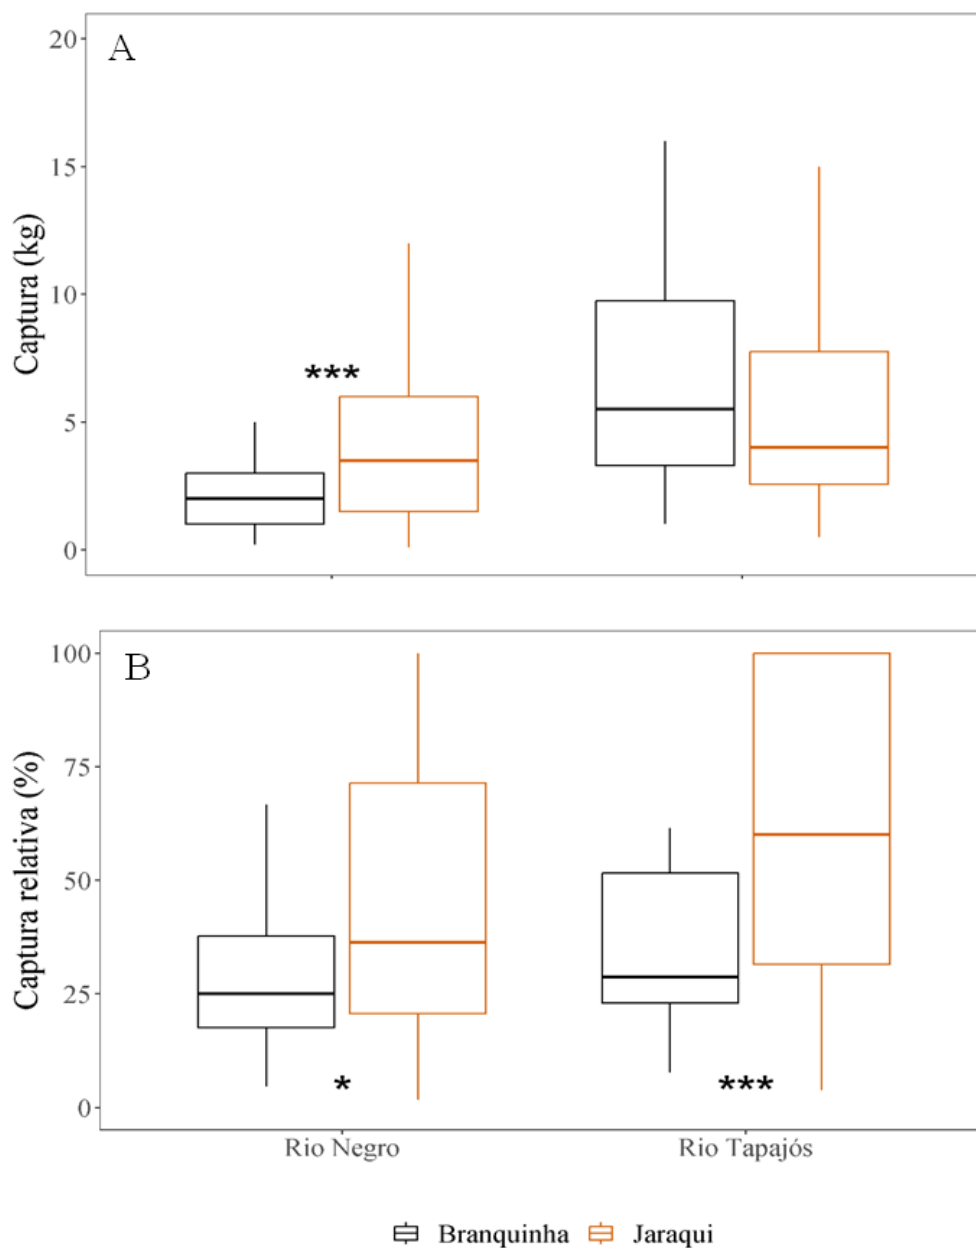 A
Captura (kg)
20
15
10
5
0
***
B
Captura relativa (%)
100
75
50
25
0
*
***
Rio Negro
Rio Tapajós
Branquinha
Jaraqui